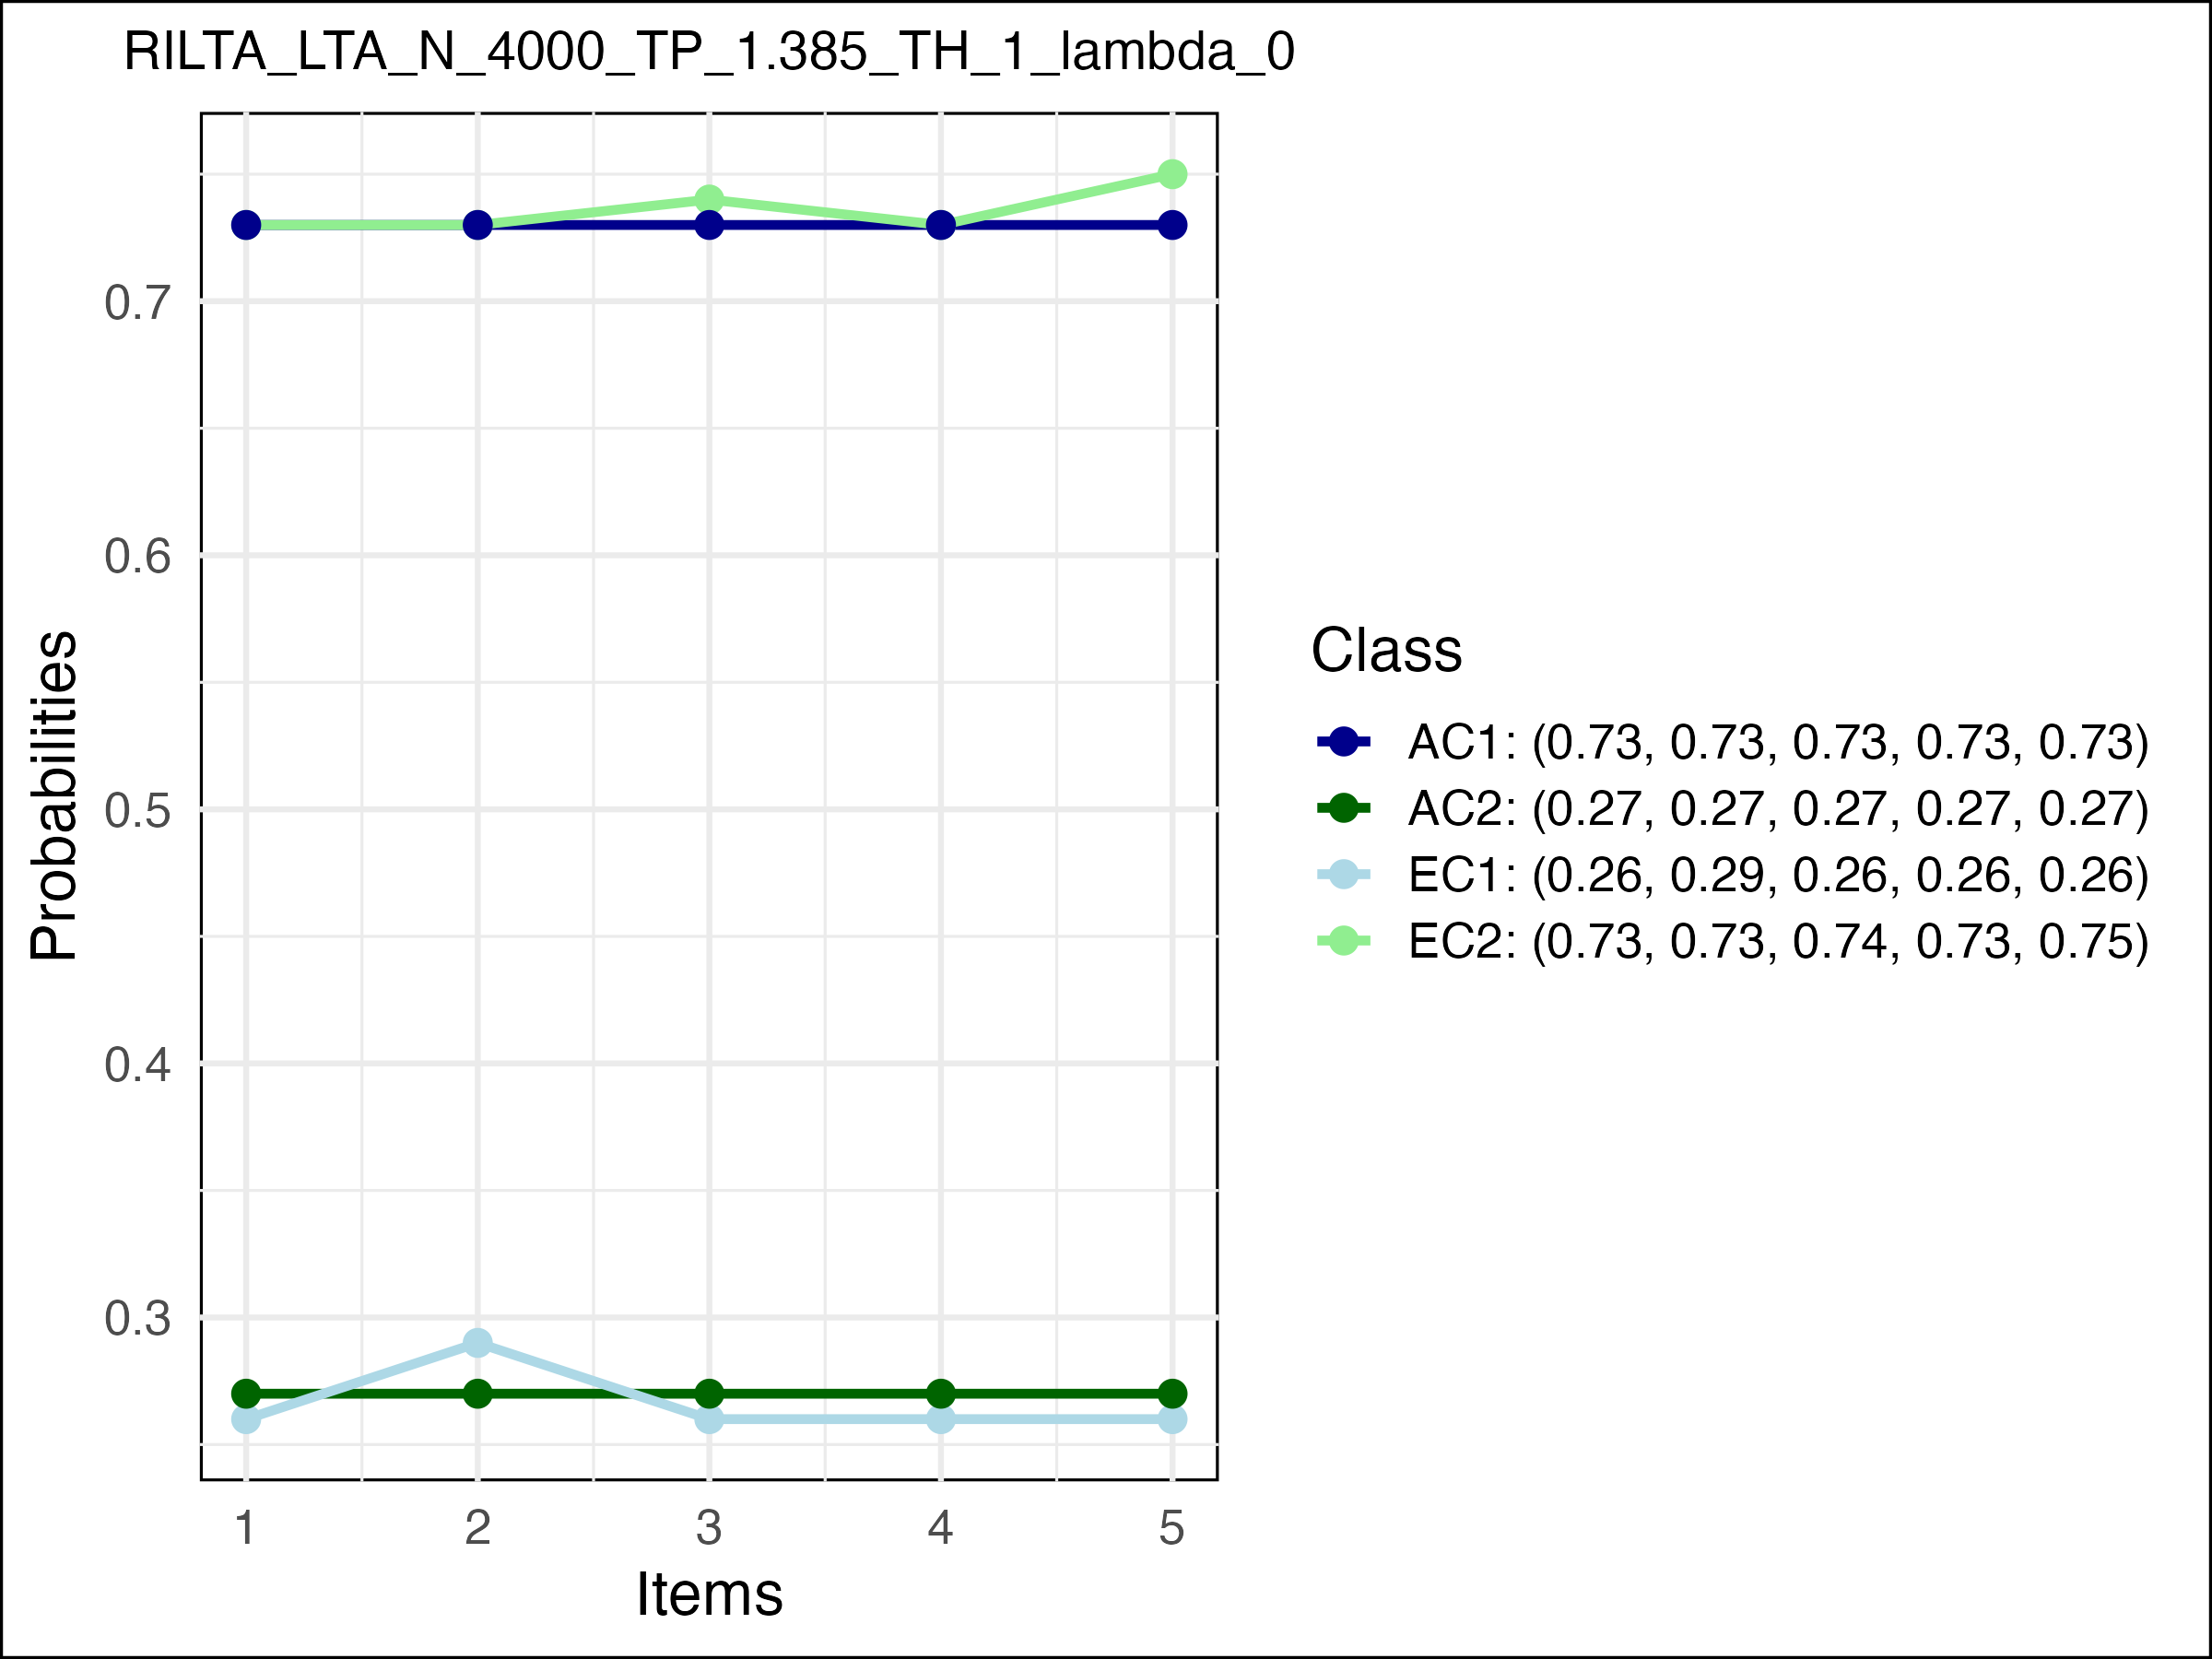 RILTA_LTA_N_4000_TP_1.385_TH_1_lambda_0
Probabilities
0.7
0.6
0.5
0.4
0.3
1 2 3 4 5
Items
Class
AC1: (0.73, 0.73, 0.73, 0.73, 0.73)
AC2: (0.27, 0.27, 0.27, 0.27, 0.27)
EC1: (0.26, 0.29, 0.26, 0.26, 0.26)
EC2: (0.73, 0.73, 0.74, 0.73, 0.75)